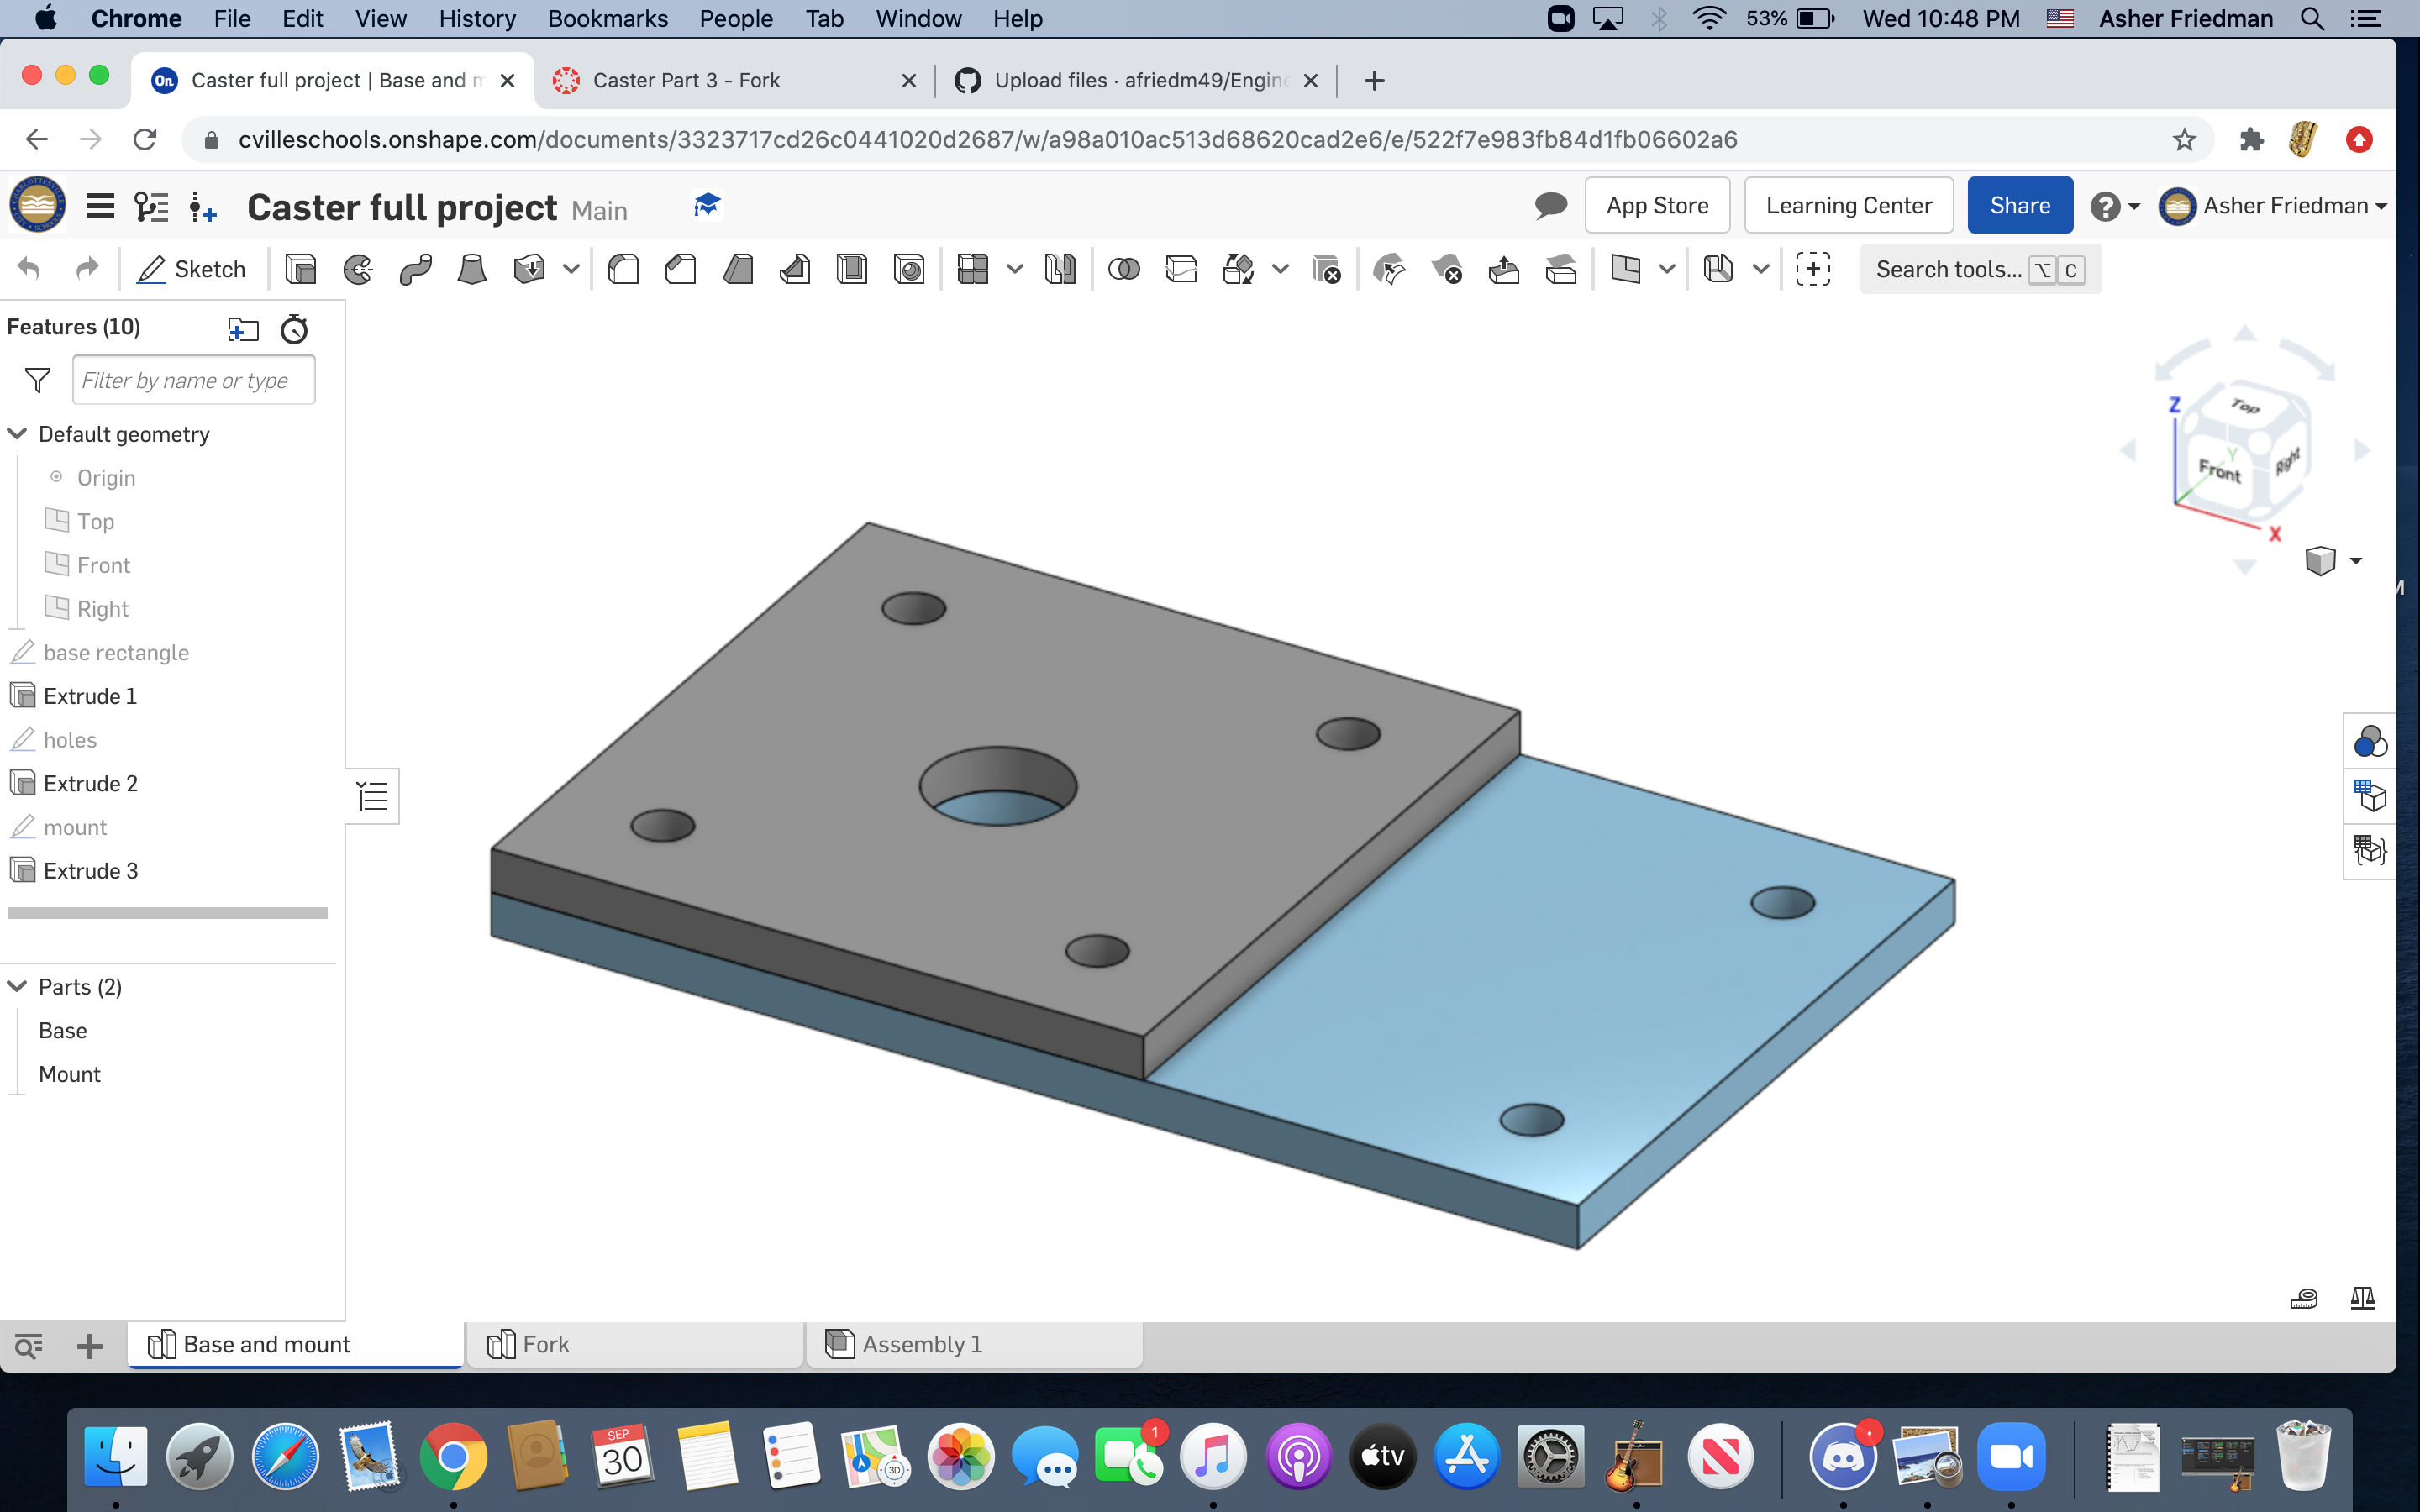 Chrome File Edit View History Bookmarks People Tab Window Help 53% Wed 10:48 PM Asher Friedman
On Caster full project | Base and m Caster Part 3 - Fork Upload files · afriedm49/Engine
cvilleschools.onshape.com/documents/3323717cd26c0441020d2687/w/a98a010ac513d68620cad2e6/e/522f7e983fb84d1fb06602a6
Caster full project Main App Store Learning Center Share Asher Friedman
Sketch Search tools... ⌥ C
Features (10)
Filter by name or type
Default geometry
Origin
Top
Front
Right
base rectangle
Extrude 1
holes
Extrude 2
mount
Extrude 3
Parts (2)
Base
Mount
Z
Top
Y
Front
Right
X
Base and mount Fork Assembly 1
SEP
30
3D
1
tv